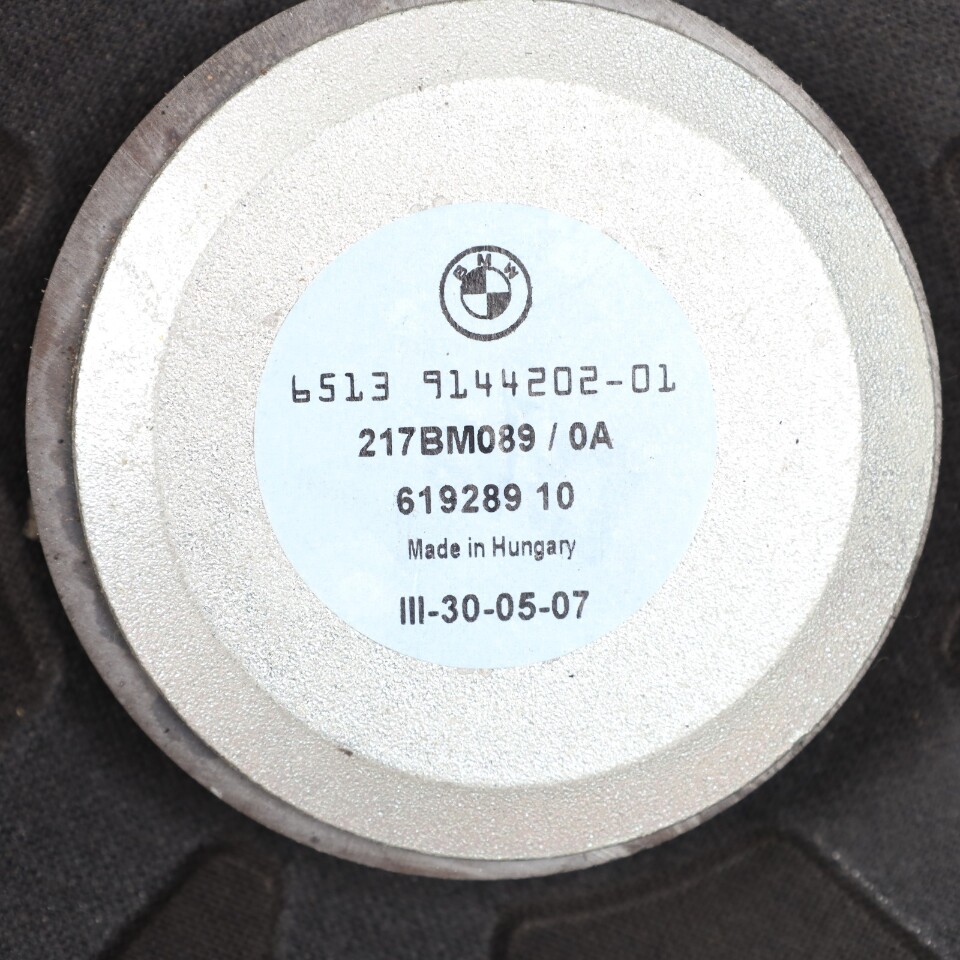 BMW
6513 9144202-01
217BM089 / 0A
619289 10
Made in Hungary
III-30-05-07